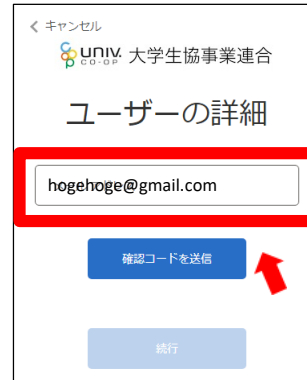 キャンセル
univ. CO-OP 大学生協事業連合
ユーザーの詳細
hogehoge@gmail.com
確認コードを送信
続行